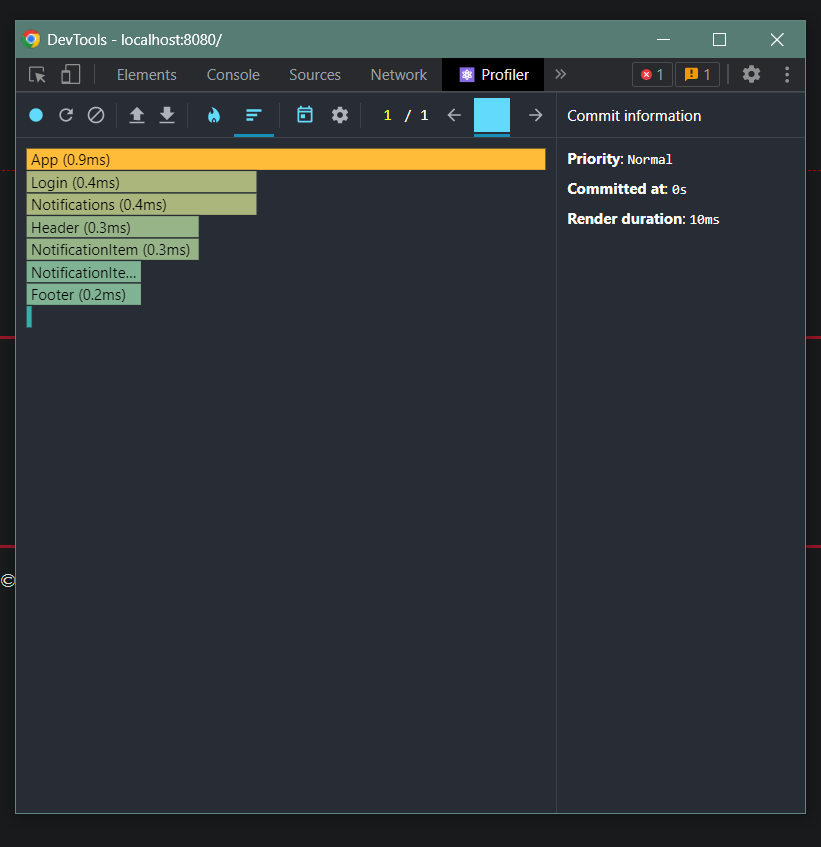 DevTools - localhost:8080/
Elements Console Sources Network Profiler » 1 1
1 / 1
Commit information
App (0.9ms)
Login (0.4ms)
Notifications (0.4ms)
Header (0.3ms)
NotificationItem (0.3ms)
NotificationIte...
Footer (0.2ms)
Priority: Normal
Committed at: 0s
Render duration: 10ms
©